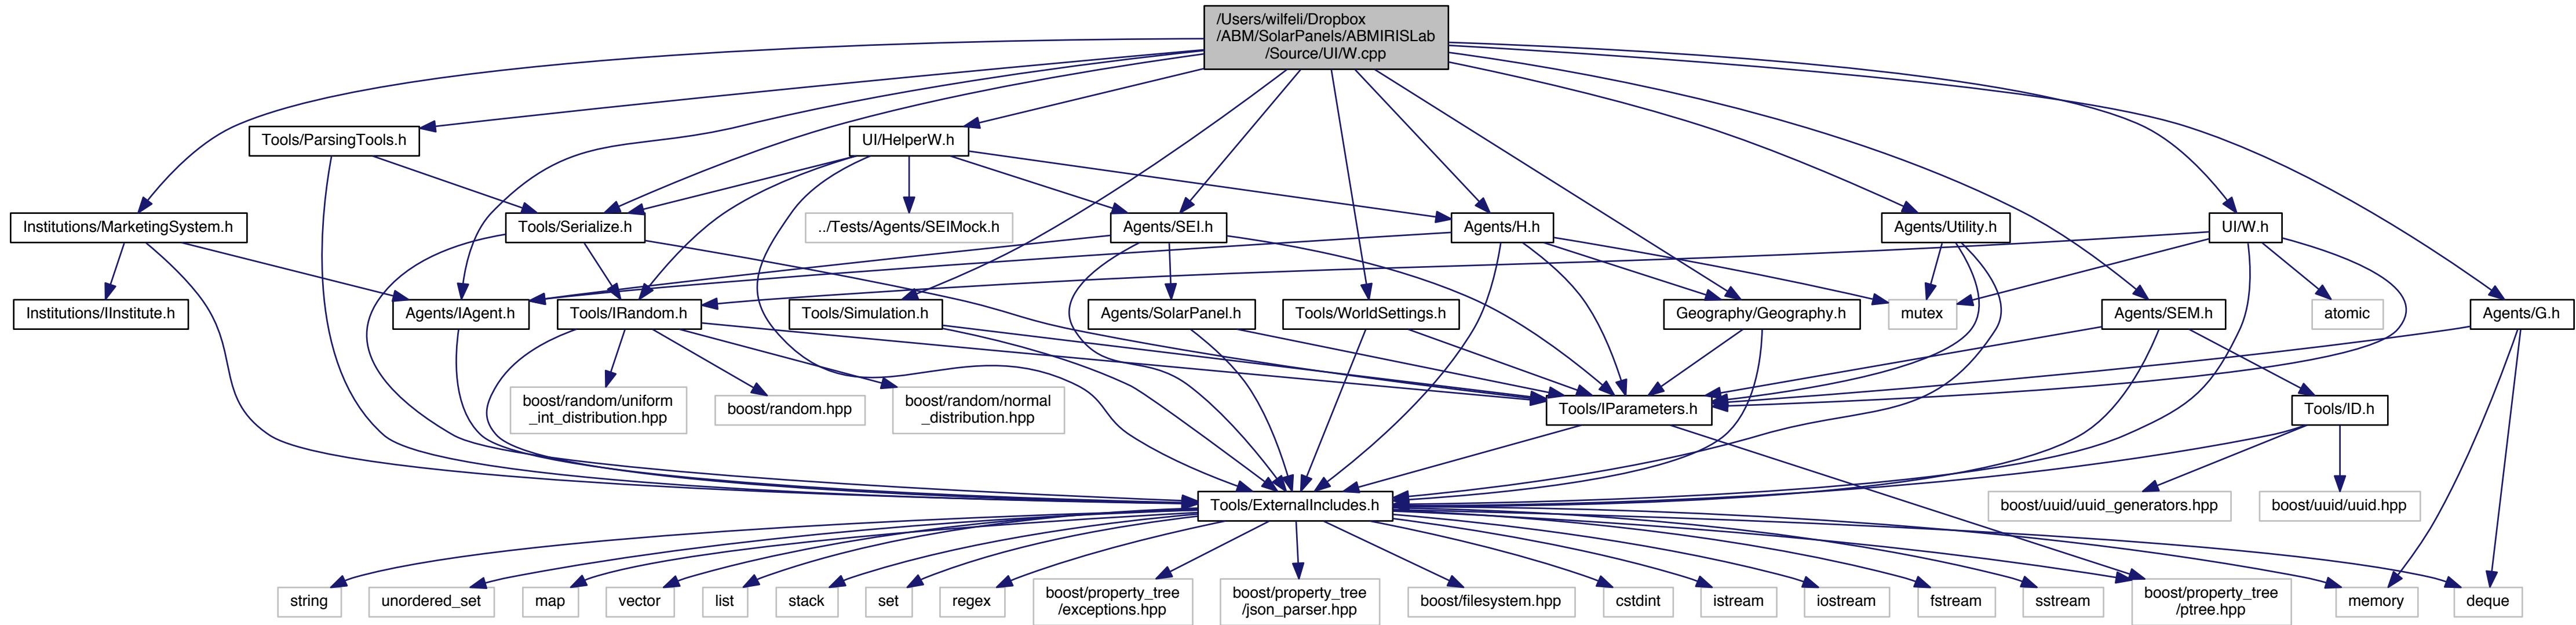 /Users/wilfeli/Dropbox
/ABM/SolarPanels/ABMIRISLab
/Source/UI/W.cpp
Tools/ParsingTools.h
UI/HelperW.h
Institutions/MarketingSystem.h
Tools/Serialize.h
../Tests/Agents/SEIMock.h
Agents/SEI.h
Agents/H.h
Agents/Utility.h
UI/W.h
Institutions/IInstitute.h
Agents/IAgent.h
Tools/IRandom.h
Tools/Simulation.h
Agents/SolarPanel.h
Tools/WorldSettings.h
Geography/Geography.h
mutex
Agents/SEM.h
atomic
Agents/G.h
boost/random/uniform
_int_distribution.hpp
boost/random.hpp
boost/random/normal
_distribution.hpp
Tools/IParameters.h
Tools/ID.h
Tools/ExternalIncludes.h
boost/uuid/uuid_generators.hpp
boost/uuid/uuid.hpp
string
unordered_set
map
vector
list
stack
set
regex
boost/property_tree
/exceptions.hpp
boost/property_tree
/json_parser.hpp
boost/filesystem.hpp
cstdint
istream
iostream
fstream
sstream
boost/property_tree
/ptree.hpp
memory
deque